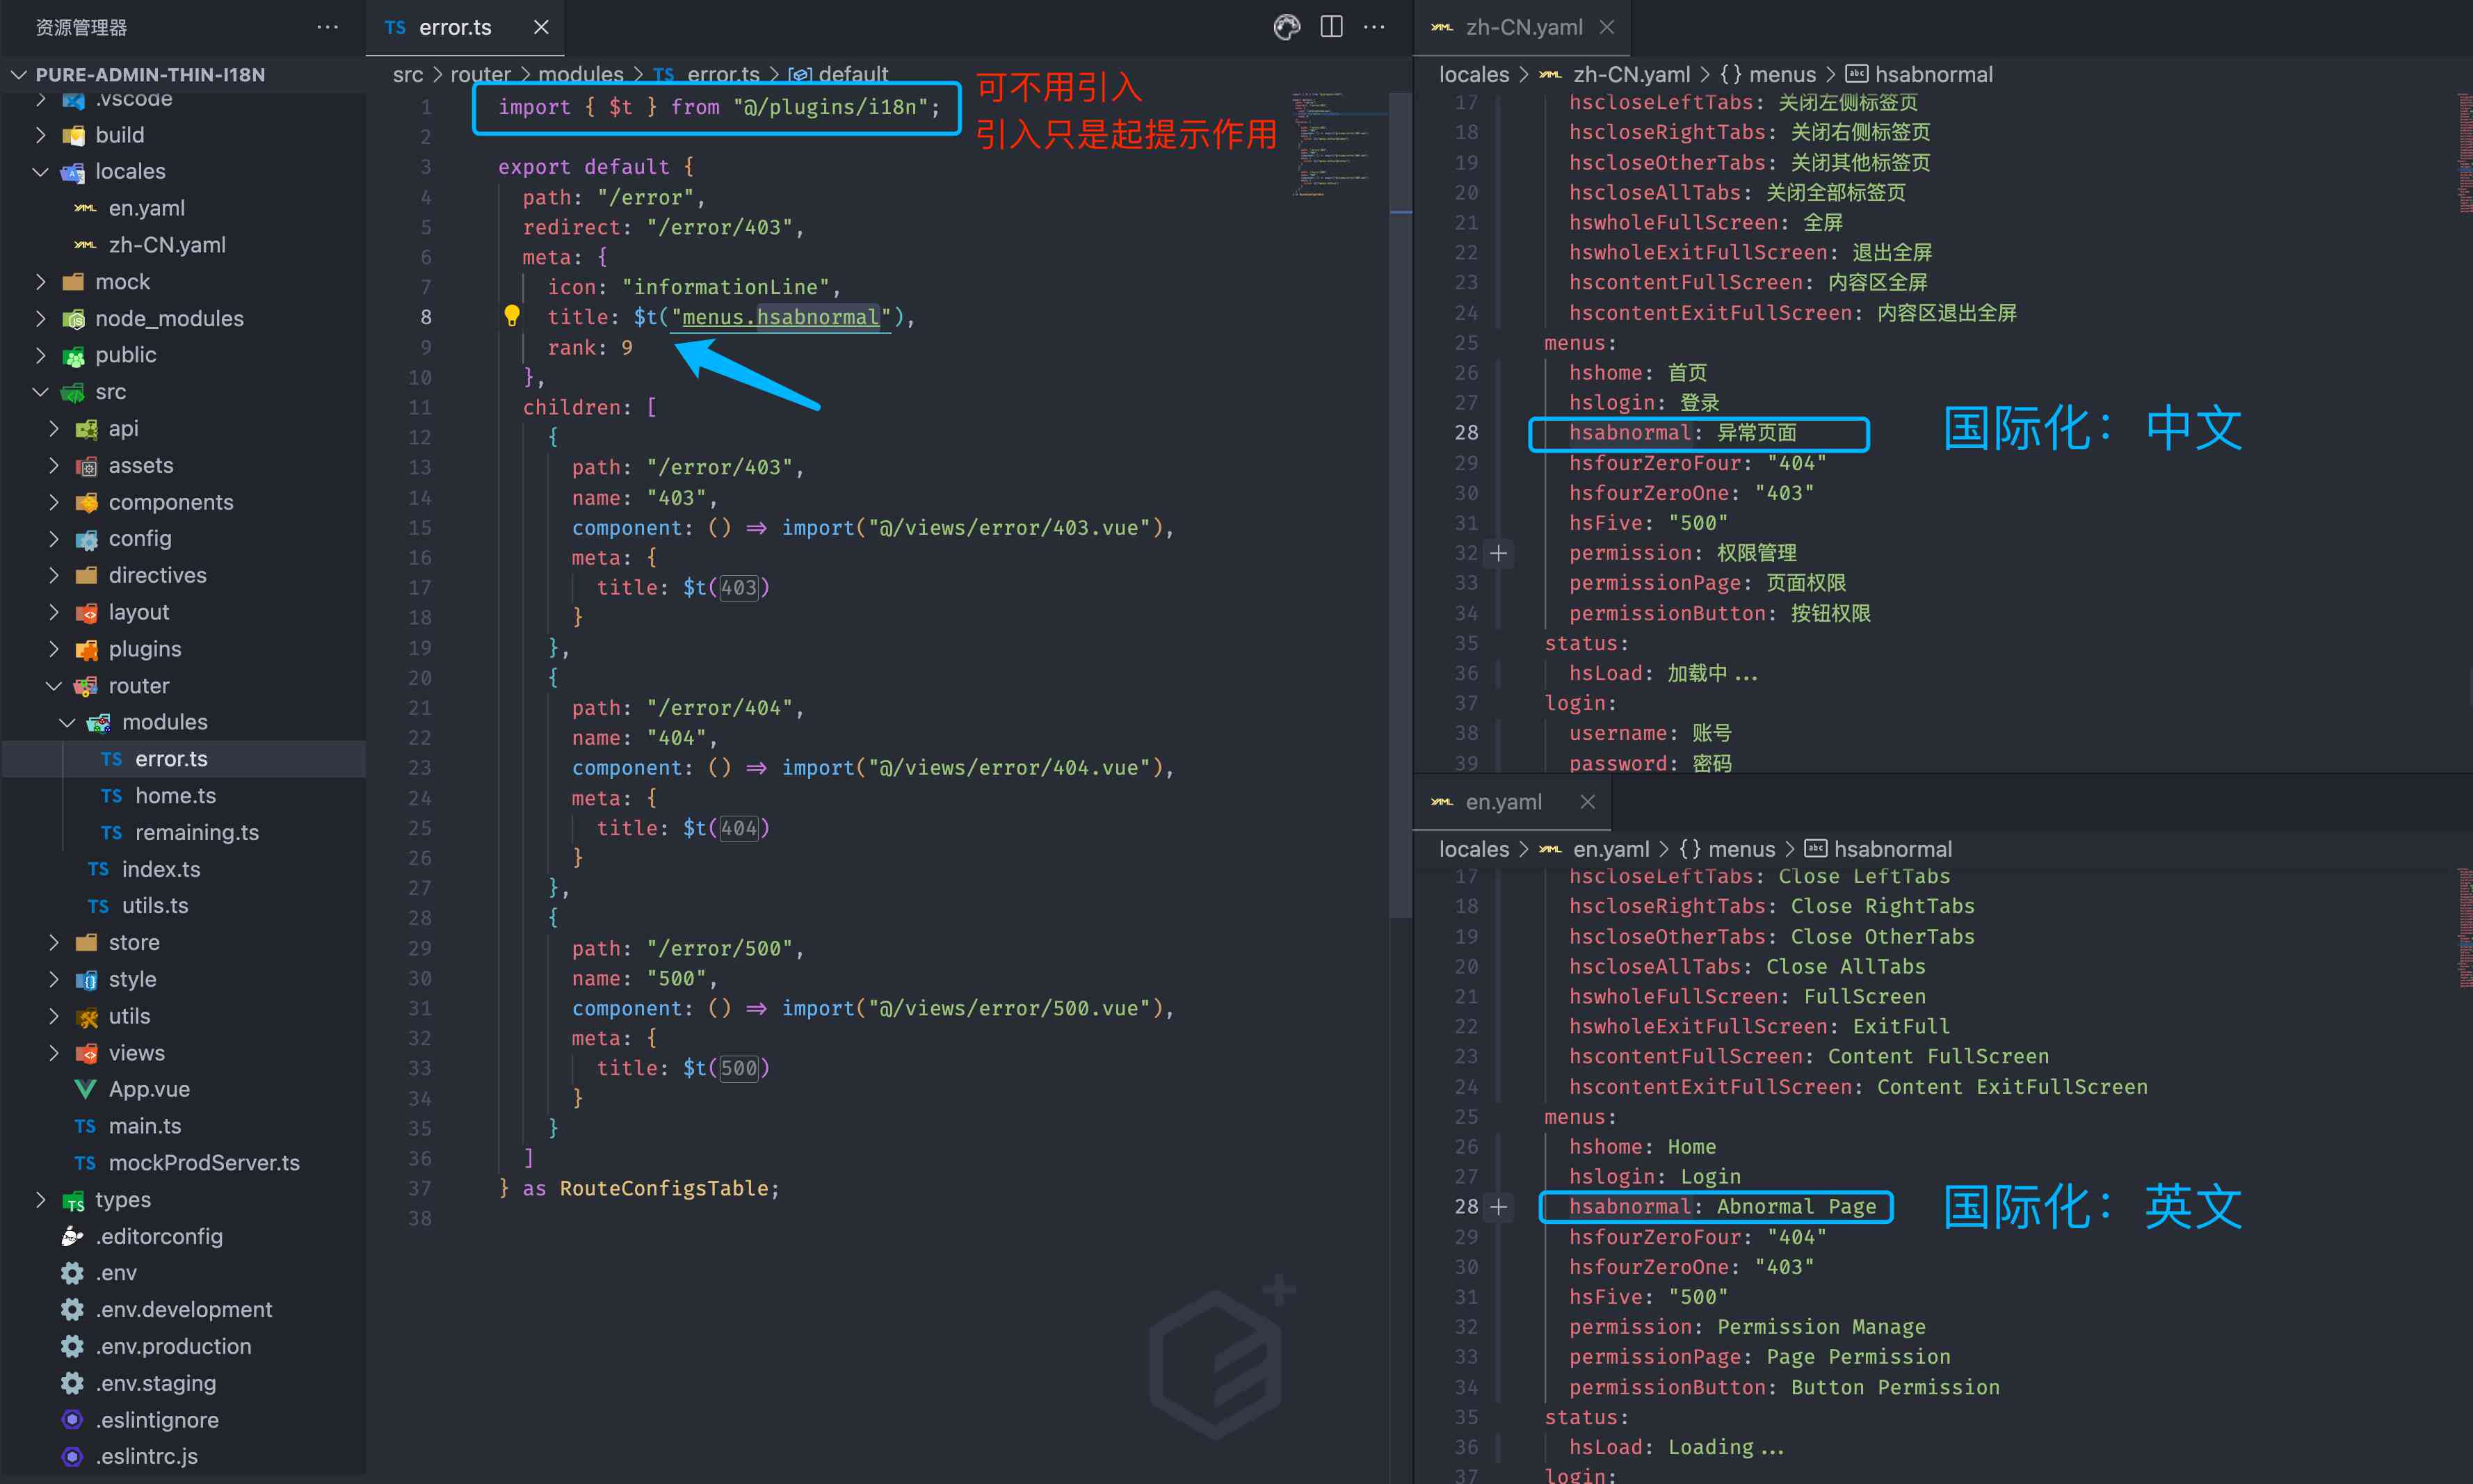 资源管理器
PURE-ADMIN-THIN-I18N
.vscode
build
locales
en.yaml
zh-CN.yaml
mock
node_modules
public
src
api
assets
components
config
directives
layout
plugins
router
modules
TS error.ts
TS home.ts
TS remaining.ts
TS index.ts
TS utils.ts
store
style
utils
views
App.vue
TS main.ts
TS mockProdServer.ts
types
.editorconfig
.env
.env.development
.env.production
.env.staging
.eslintignore
.eslintrc.js
TS error.ts
src > router > modules > TS error.ts > default
可不用引入
引入只是起提示作用
1 import { $t } from "@/plugins/i18n";
2
3 export default {
4 path: "/error",
5 redirect: "/error/403",
6 meta: {
7 icon: "informationLine",
8 title: $t("menus.hsabnormal"),
9 rank: 9
10 },
11 children: [
12 {
13 path: "/error/403",
14 name: "403",
15 component: () => import("@/views/error/403.vue"),
16 meta: {
17 title: $t(403)
18 }
19 },
20 {
21 path: "/error/404",
22 name: "404",
23 component: () => import("@/views/error/404.vue"),
24 meta: {
25 title: $t(404)
26 }
27 },
28 {
29 path: "/error/500",
30 name: "500",
31 component: () => import("@/views/error/500.vue"),
32 meta: {
33 title: $t(500)
34 }
35 }
36 ]
37 } as RouteConfigsTable;
38
YAML zh-CN.yaml
locales > YAML zh-CN.yaml > {} menus > abc hsabnormal
17 hscloseLeftTabs: 关闭左侧标签页
18 hscloseRightTabs: 关闭右侧标签页
19 hscloseOtherTabs: 关闭其他标签页
20 hscloseAllTabs: 关闭全部标签页
21 hswholeFullScreen: 全屏
22 hswholeExitFullScreen: 退出全屏
23 hscontentFullScreen: 内容区全屏
24 hscontentExitFullScreen: 内容区退出全屏
25 menus:
26 hshome: 首页
27 hslogin: 登录
28 hsabnormal: 异常页面
国际化：中文
29 hsfourZeroFour: "404"
30 hsfourZeroOne: "403"
31 hsFive: "500"
32 permission: 权限管理
33 permissionPage: 页面权限
34 permissionButton: 按钮权限
35 status:
36 hsLoad: 加载中...
37 login:
38 username: 账号
39 password: 密码
YAML en.yaml
locales > YAML en.yaml > {} menus > abc hsabnormal
17 hscloseLeftTabs: Close LeftTabs
18 hscloseRightTabs: Close RightTabs
19 hscloseOtherTabs: Close OtherTabs
20 hscloseAllTabs: Close AllTabs
21 hswholeFullScreen: FullScreen
22 hswholeExitFullScreen: ExitFull
23 hscontentFullScreen: Content FullScreen
24 hscontentExitFullScreen: Content ExitFullScreen
25 menus:
26 hshome: Home
27 hslogin: Login
28 hsabnormal: Abnormal Page
国际化：英文
29 hsfourZeroFour: "404"
30 hsfourZeroOne: "403"
31 hsFive: "500"
32 permission: Permission Manage
33 permissionPage: Page Permission
34 permissionButton: Button Permission
35 status:
36 hsLoad: Loading...
37 login: